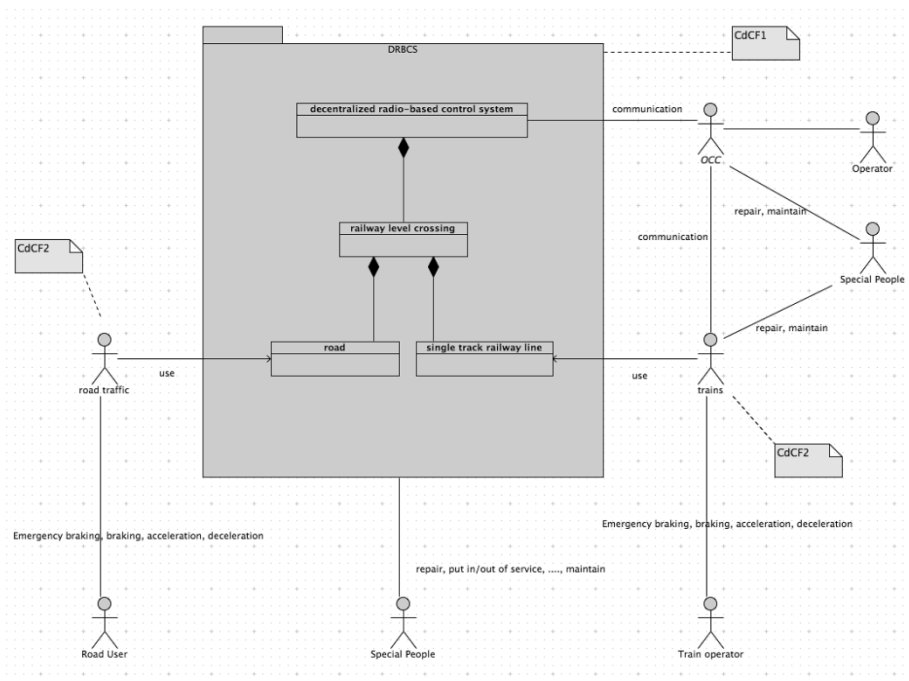 CdCF1
DRBCS
decentralized radio-based control system
communication
OCC
Operator
repair, maintain
railway level crossing
communication
CdCF2
Special People
repair, maintain
road
single track railway line
use
use
road traffic
trains
CdCF2
Emergency braking, braking, acceleration, deceleration
Emergency braking, braking, acceleration, deceleration
repair, put in/out of service, ...., maintain
Road User
Special People
Train operator